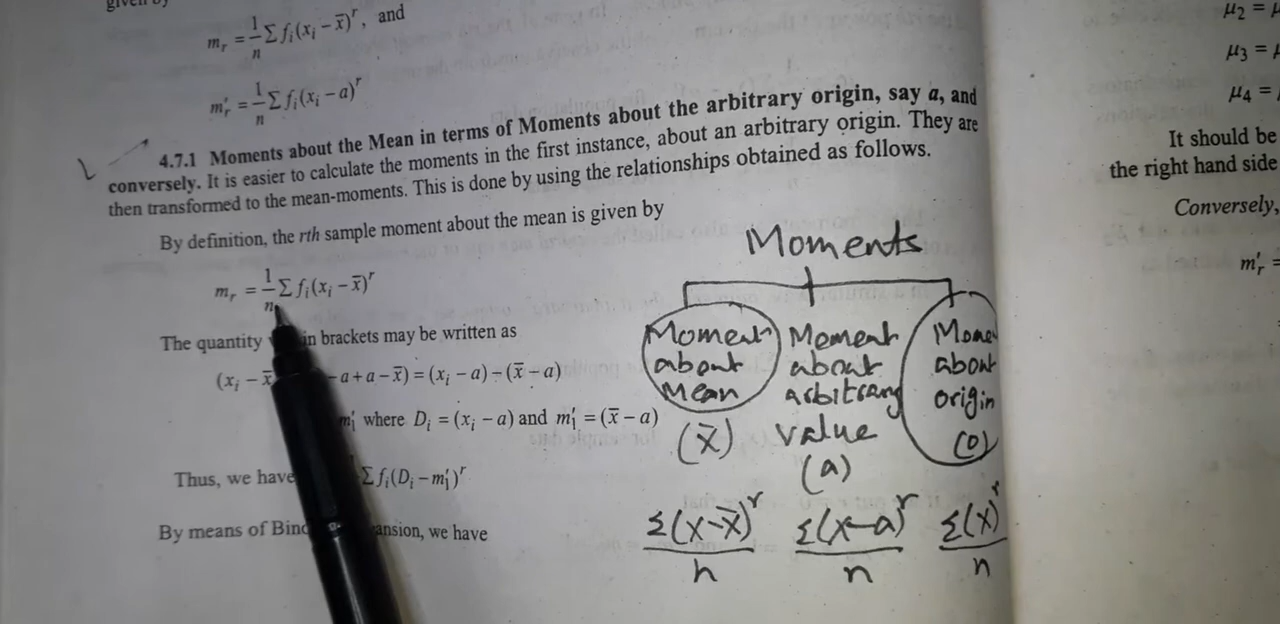 given by
m_r = 1/n Σ f_i(x_i − x̄)^r, and
m'_r = 1/n Σ f_i(x_i − a)^r
4.7.1 Moments about the Mean in terms of Moments about the arbitrary origin, say a, and
conversely. It is easier to calculate the moments in the first instance, about an arbitrary origin. They are
then transformed to the mean-moments. This is done by using the relationships obtained as follows.
By definition, the rth sample moment about the mean is given by
m_r = 1/n Σ f_i(x_i − x̄)^r
The quantity in brackets may be written as
(x_i − x̄ − a + a − x̄) = (x_i − a) − (x̄ − a)
m'_1 where D_i = (x_i − a) and m'_1 = (x̄ − a)
Thus, we have Σ f_i(D_i − m'_1)^r
By means of ansion, we have
Moments
Moment about Mean (x̄)
Σ(x−x̄)^r / n
Moment about arbitrary value (a)
Σ(x−a)^r / n
about origin (0)
Σ(x)^r / n
μ2 =
μ3 =
μ4 =
It should be
the right hand side
Conversely,
m'_r =